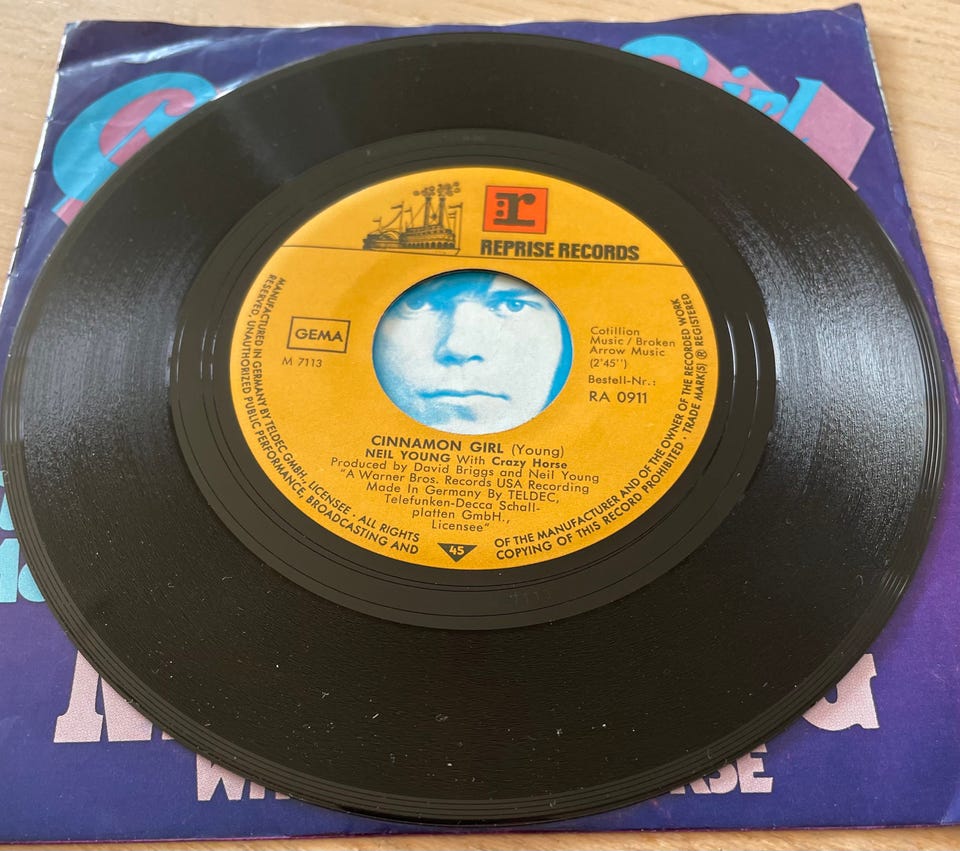 r
REPRISE RECORDS
GEMA
M 7113
Cotillion
Music / Broken
Arrow Music
(2'45")
Bestell-Nr.:
RA 0911
CINNAMON GIRL (Young)
NEIL YOUNG With Crazy Horse
Produced by David Briggs and Neil Young
"A Warner Bros. Records USA Recording
Made In Germany By TELDEC,
Telefunken-Decca Schall-
platten GmbH.,
Licensee"
45
MANUFACTURED IN GERMANY BY TELDEC GMBH., LICENSEE · ALL RIGHTS
RESERVED, UNAUTHORIZED PUBLIC PERFORMANCE, BROADCASTING AND
OF THE MANUFACTURER AND OF THE OWNER OF THE RECORDED WORK
COPYING OF THIS RECORD PROHIBITED · TRADE MARK(S) ® REGISTERED